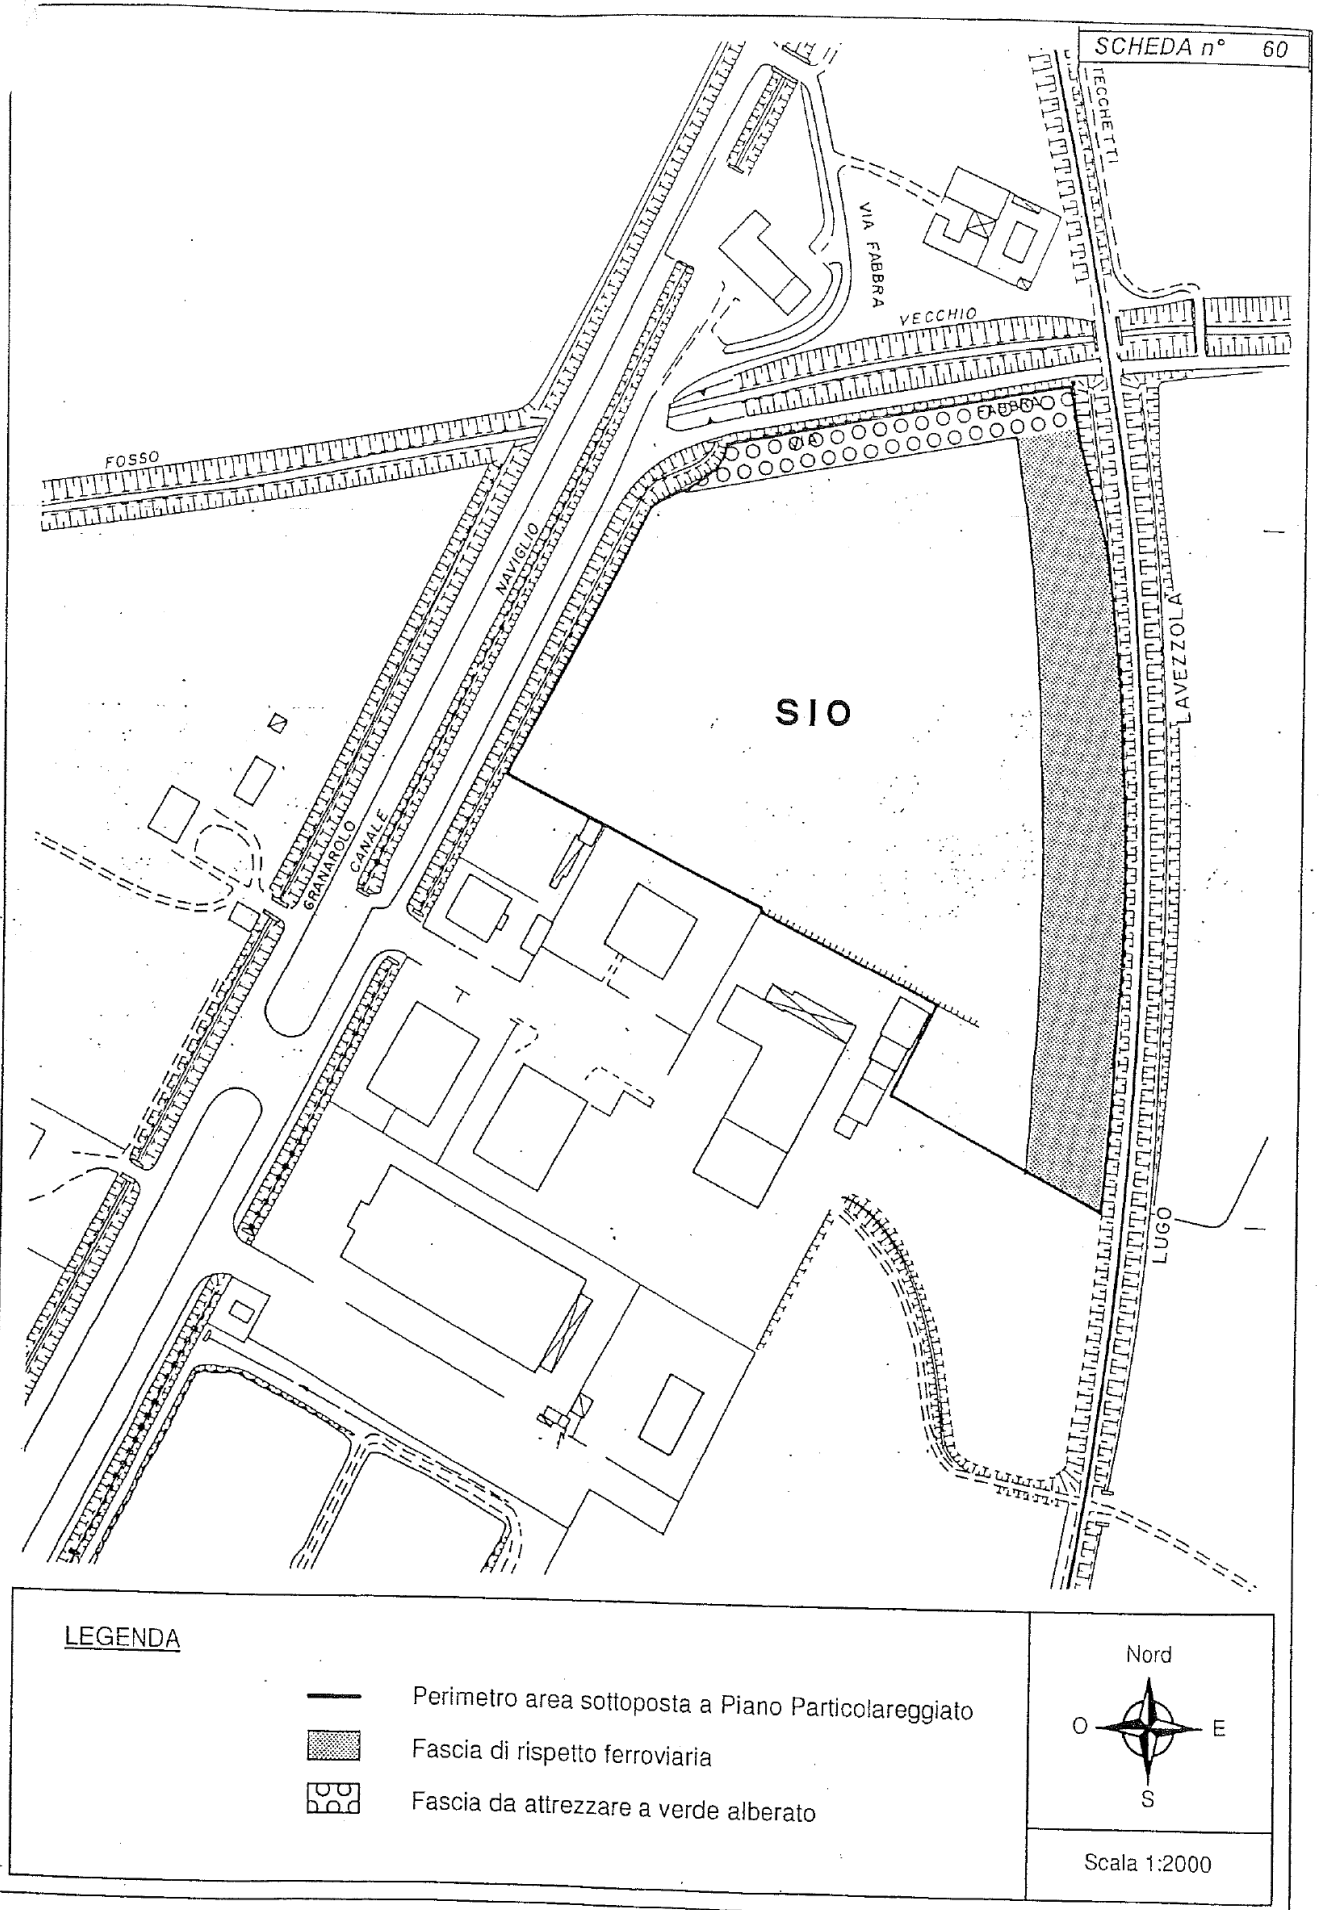 SCHEDA n° 60
TECCHETTI
VIA FABBRA
VECCHIO
FABBRA
VIA
FOSSO
NAVIGLIO
LAVEZZOLA
SIO
CANALE
GRANAROLO
LUGO
LEGENDA
Nord
Perimetro area sottoposta a Piano Particolareggiato
O E
Fascia di rispetto ferroviaria
S
Fascia da attrezzare a verde alberato
Scala 1:2000